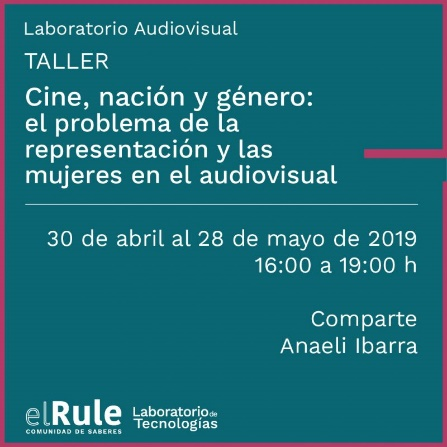 Laboratorio Audiovisual
TALLER
Cine, nación y género:
el problema de la
representación y las
mujeres en el audiovisual
30 de abril al 28 de mayo de 2019
16:00 a 19:00 h
Comparte
Anaeli Ibarra
elRule
COMUNIDAD DE SABERES
Laboratorio de
Tecnologías